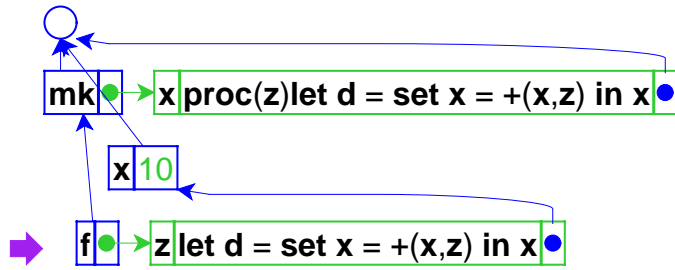 mk x proc(z)let d = set x = +(x,z) in x
x 10
f z let d = set x = +(x,z) in x